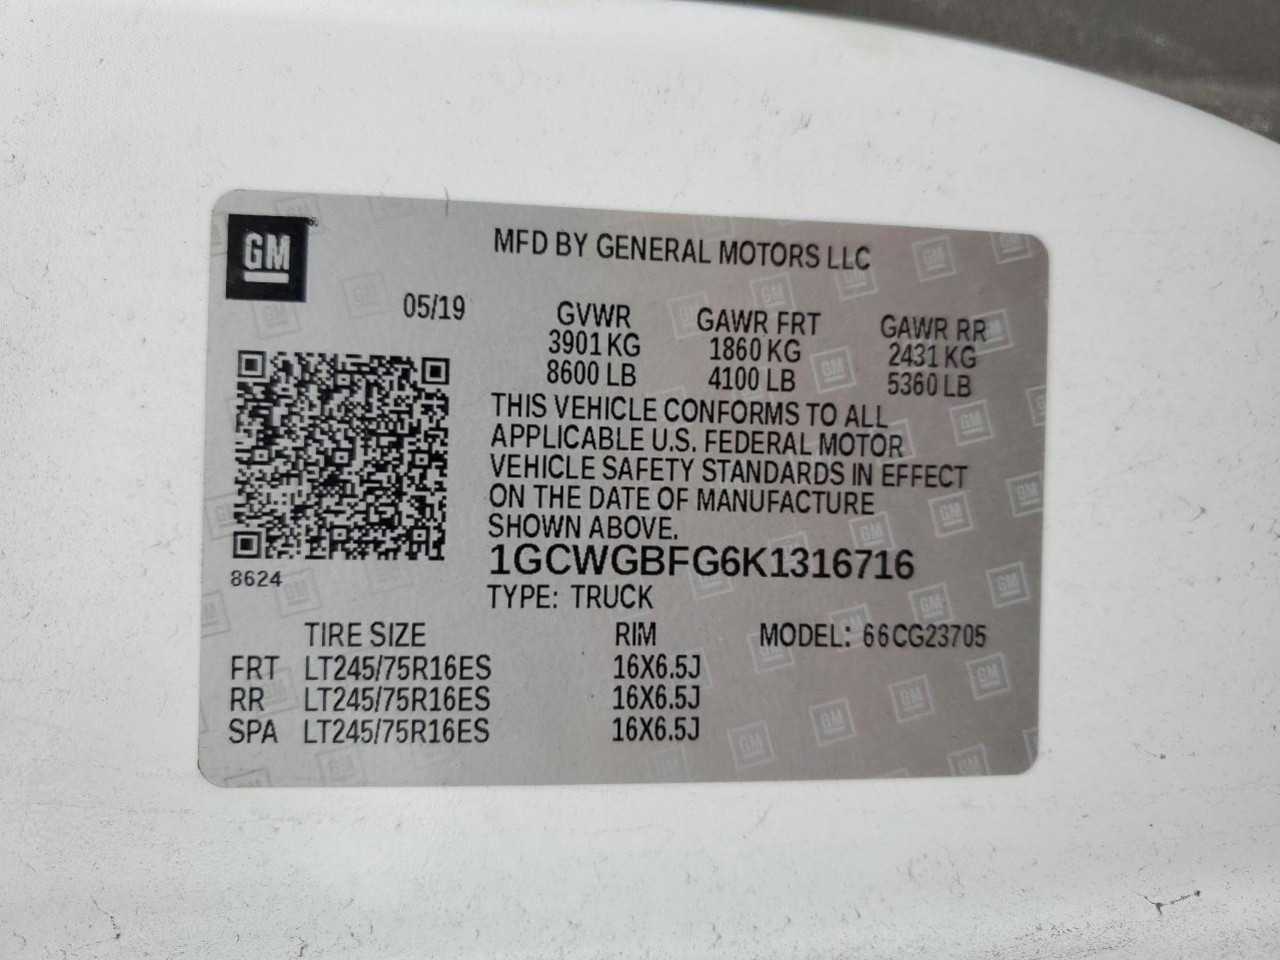 GM
MFD BY GENERAL MOTORS LLC
05/19
GVWR GAWR FRT GAWR RR
3901 KG 1860 KG 2431 KG
8600 LB 4100 LB 5360 LB
THIS VEHICLE CONFORMS TO ALL
APPLICABLE U.S. FEDERAL MOTOR
VEHICLE SAFETY STANDARDS IN EFFECT
ON THE DATE OF MANUFACTURE
SHOWN ABOVE.
1GCWGBFG6K1316716
8624
TYPE: TRUCK
TIRE SIZE RIM MODEL: 66CG23705
FRT LT245/75R16ES 16X6.5J
RR LT245/75R16ES 16X6.5J
SPA LT245/75R16ES 16X6.5J